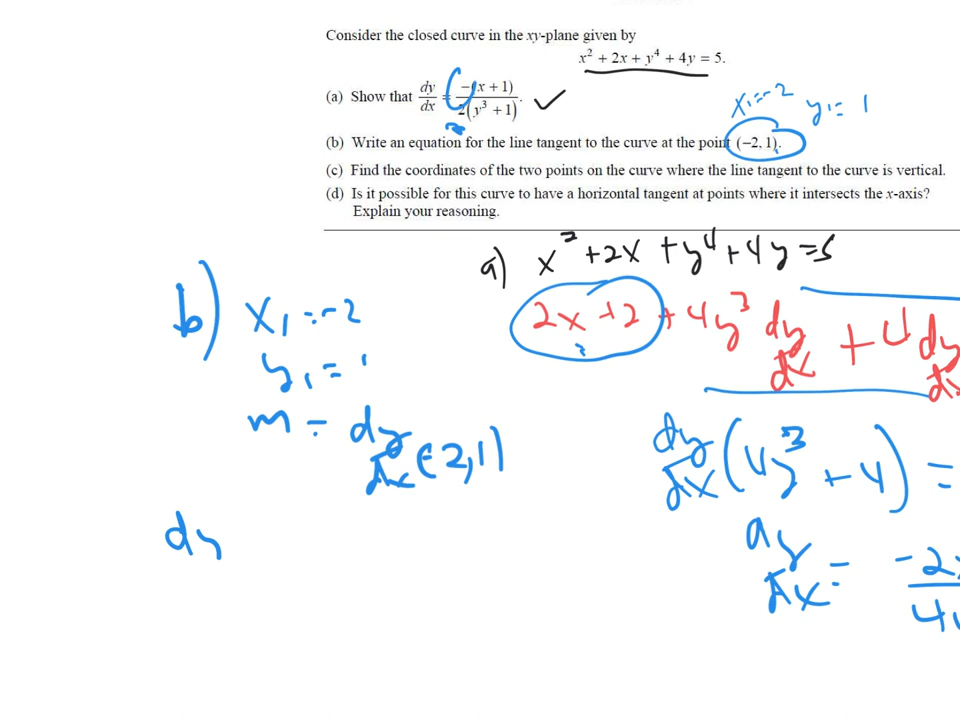 Consider the closed curve in the xy-plane given by
x² + 2x + y⁴ + 4y = 5.
(a) Show that dy/dx = -(x + 1)/2(y³ + 1). ✓
x₁=-2 y₁= 1
(b) Write an equation for the line tangent to the curve at the point (−2, 1).
(c) Find the coordinates of the two points on the curve where the line tangent to the curve is vertical.
(d) Is it possible for this curve to have a horizontal tangent at points where it intersects the x-axis?
Explain your reasoning.
a) x² +2x +y⁴ +4y =5
2x +2 +4y³ dy/dx + 4 dy/dx
dy/dx (4y³ + 4) =
dy/dx = -2x/4y
b) x₁ = -2
y₁ = 1
m = dy/dx (-2,1)
dy